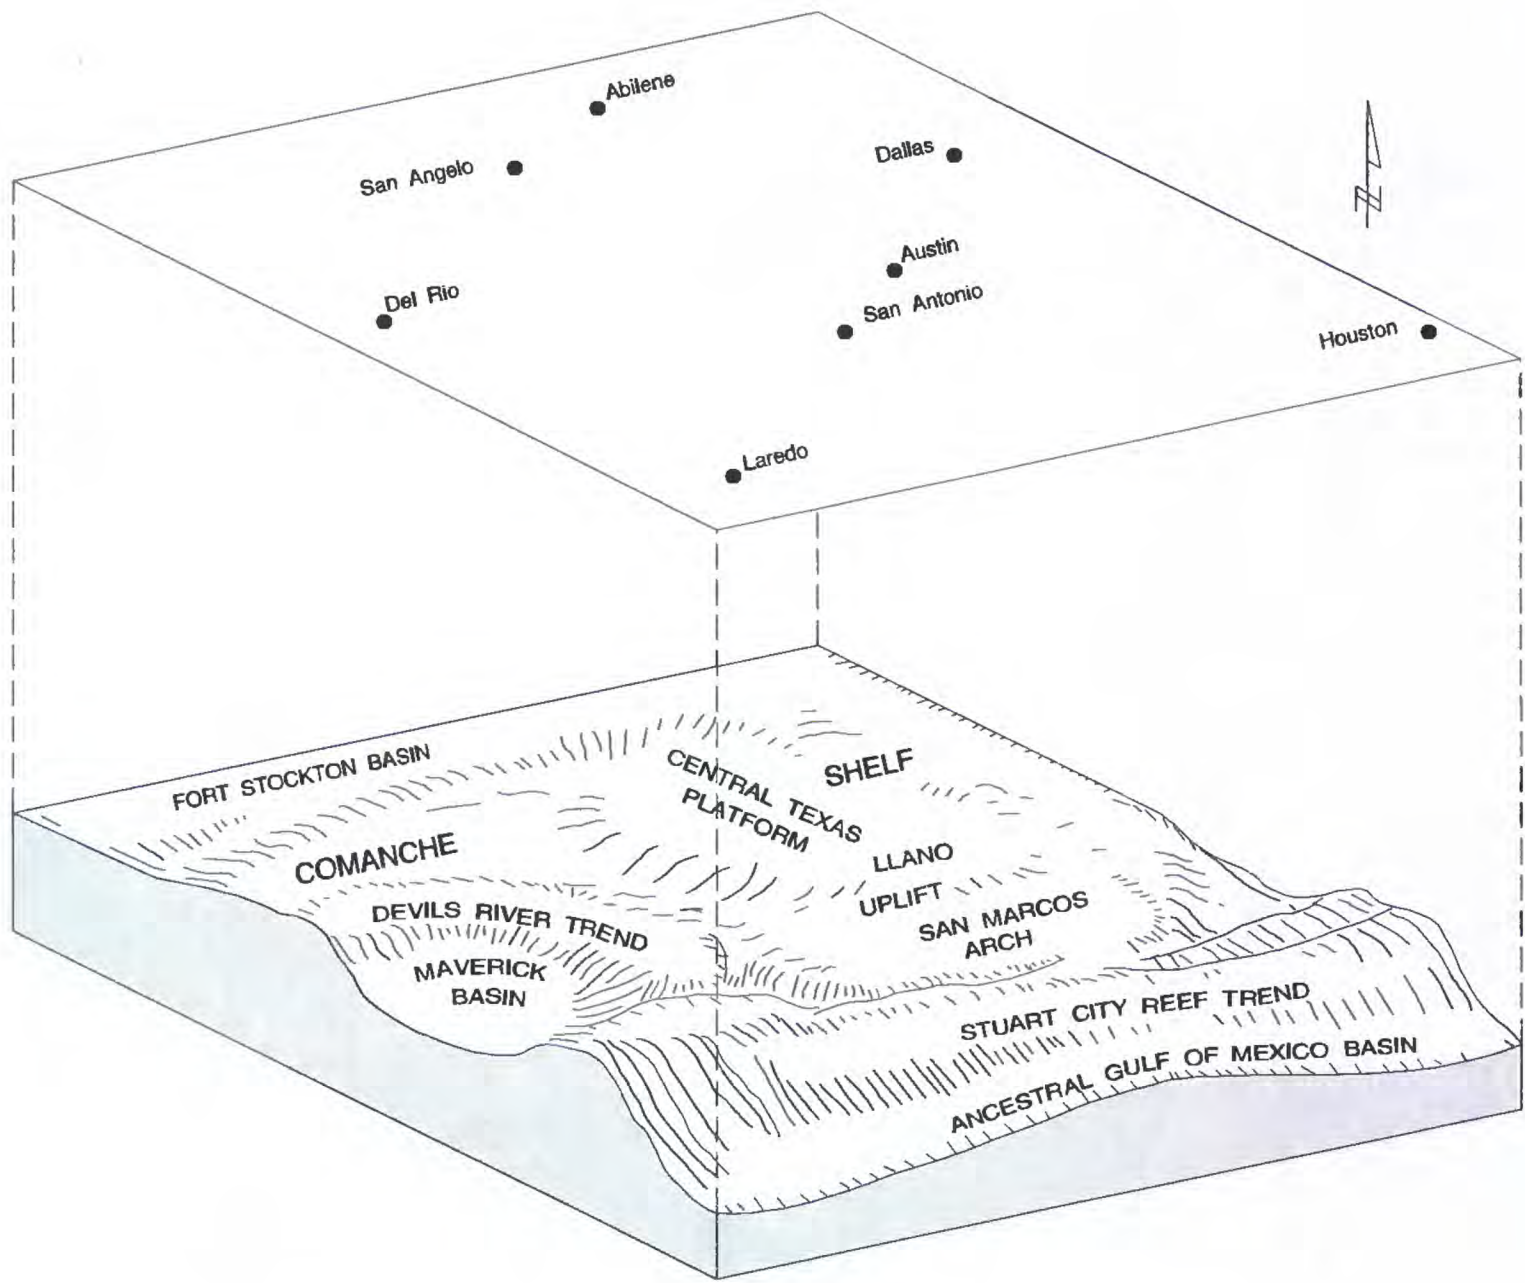 Abilene
San Angelo
Dallas
Austin
Del Rio
San Antonio
Houston
Laredo
N
FORT STOCKTON BASIN
SHELF
CENTRAL TEXAS
PLATFORM
COMANCHE
LLANO
UPLIFT
DEVILS RIVER TREND
SAN MARCOS
ARCH
MAVERICK
BASIN
STUART CITY REEF TREND
ANCESTRAL GULF OF MEXICO BASIN